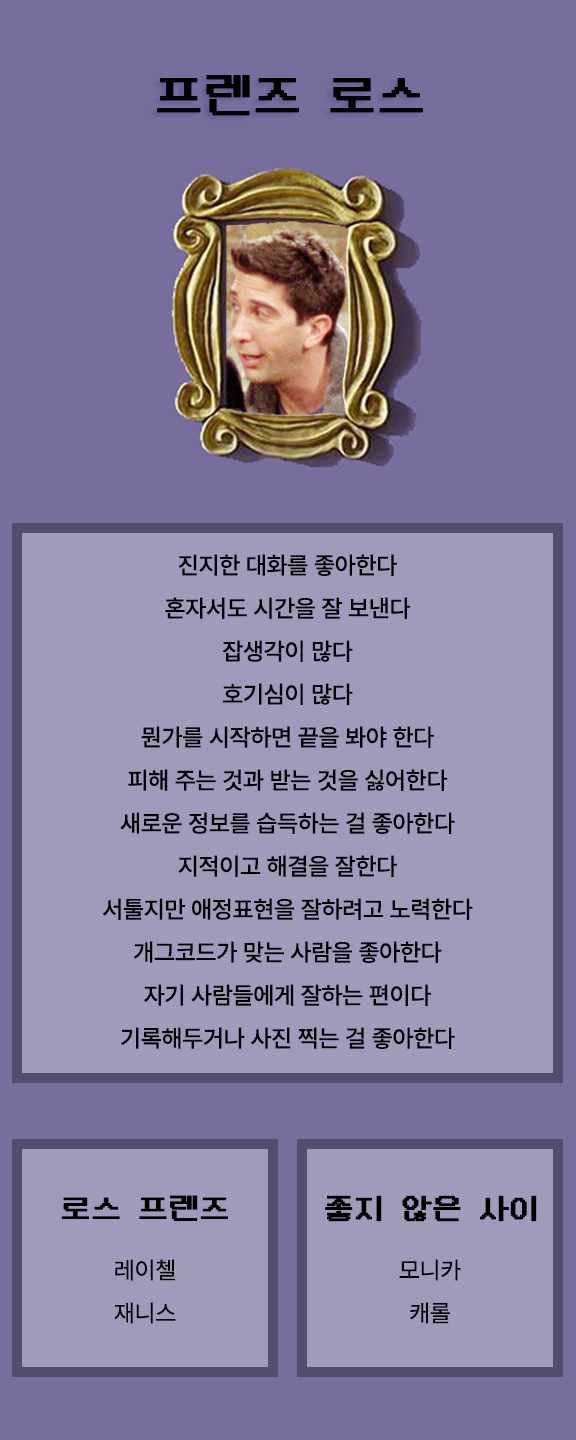 프렌즈 로스
진지한 대화를 좋아한다
혼자서도 시간을 잘 보낸다
잡생각이 많다
호기심이 많다
뭔가를 시작하면 끝을 봐야 한다
피해 주는 것과 받는 것을 싫어한다
새로운 정보를 습득하는 걸 좋아한다
지적이고 해결을 잘한다
서툴지만 애정표현을 잘하려고 노력한다
개그코드가 맞는 사람을 좋아한다
자기 사람들에게 잘하는 편이다
기록해두거나 사진 찍는 걸 좋아한다
로스 프렌즈
레이첼
재니스
좋지 않은 사이
모니카
캐롤